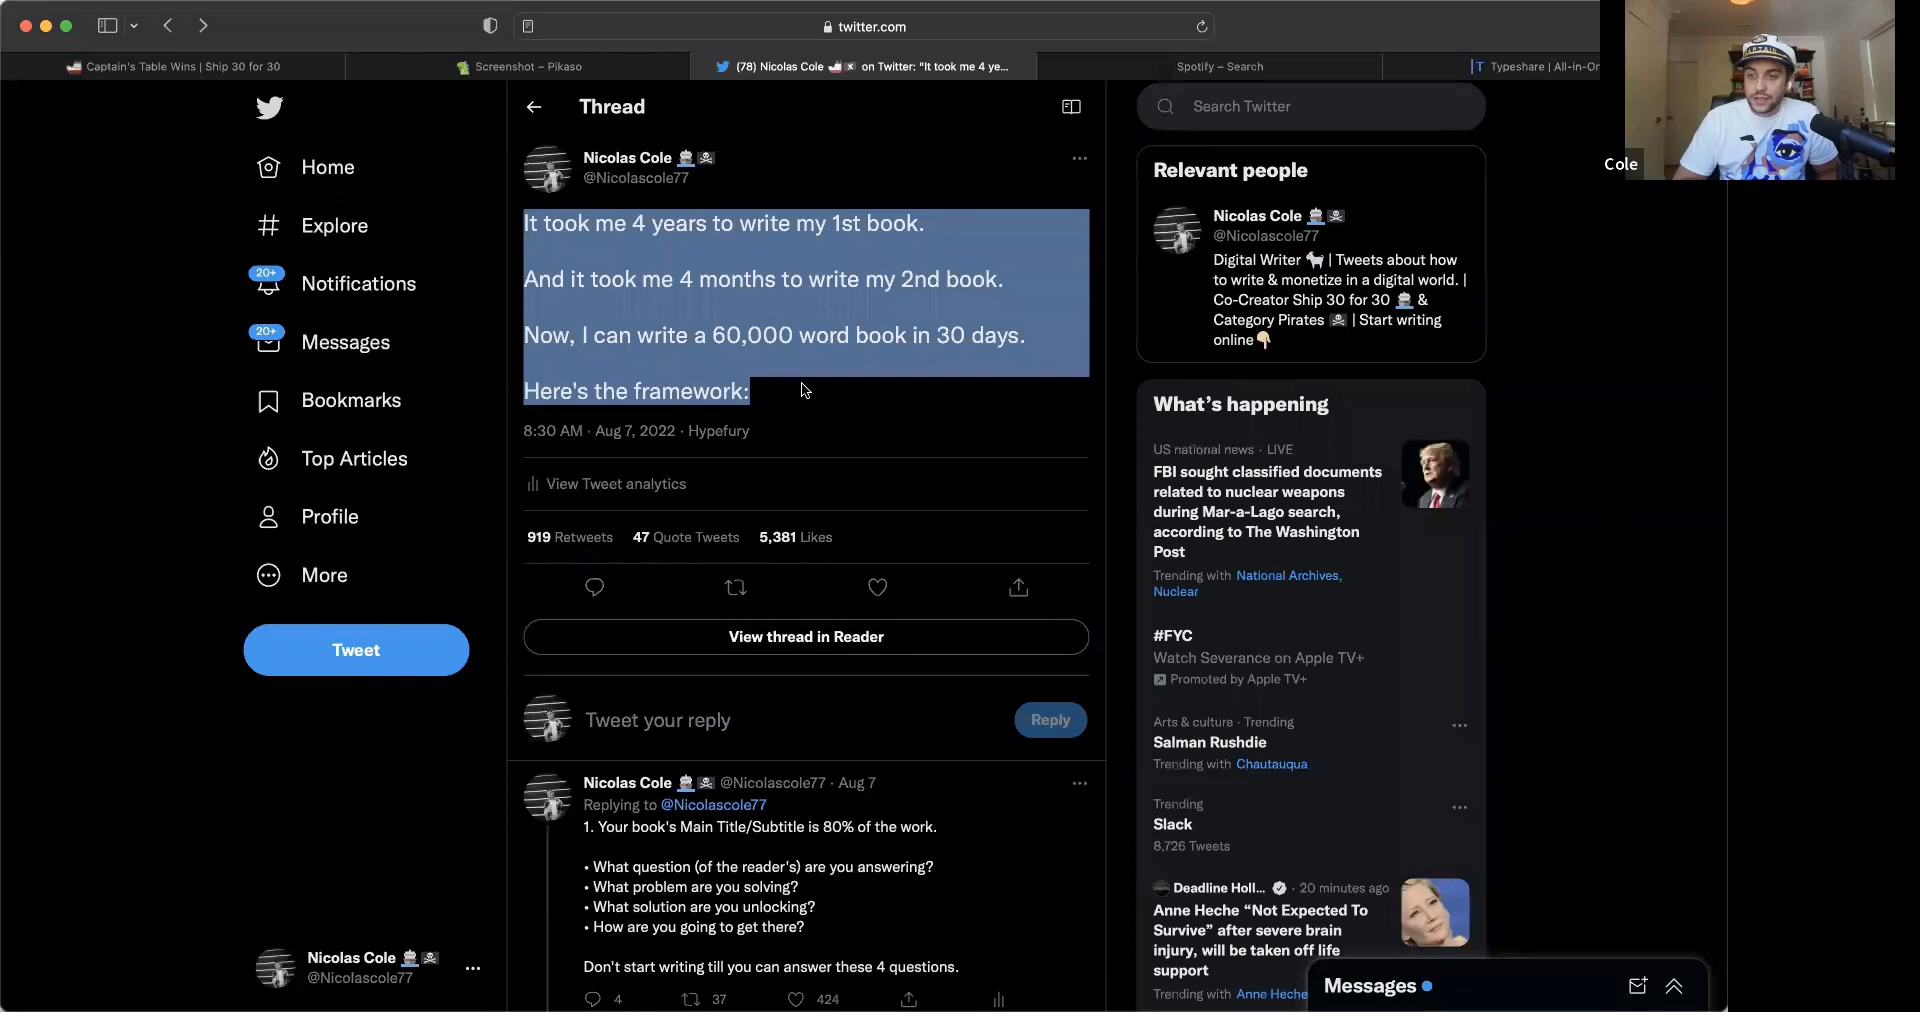 twitter.com
Captain's Table Wins | Ship 30 for 30
Screenshot – Pikaso
(78) Nicolas Cole on Twitter: "It took me 4 ye...
Spotify – Search
Typeshare | All-in-On
CAPTAIN
Cole
Home
Explore
20+
Notifications
20+
Messages
Bookmarks
Top Articles
Profile
More
Tweet
Nicolas Cole
@Nicolascole77
Thread
Nicolas Cole
@Nicolascole77
It took me 4 years to write my 1st book.
And it took me 4 months to write my 2nd book.
Now, I can write a 60,000 word book in 30 days.
Here's the framework:
8:30 AM · Aug 7, 2022 · Hypefury
View Tweet analytics
919 Retweets 47 Quote Tweets 5,381 Likes
View thread in Reader
Tweet your reply
Reply
Nicolas Cole @Nicolascole77 · Aug 7
Replying to @Nicolascole77
1. Your book's Main Title/Subtitle is 80% of the work.
• What question (of the reader's) are you answering?
• What problem are you solving?
• What solution are you unlocking?
• How are you going to get there?
Don't start writing till you can answer these 4 questions.
4 37 424
Search Twitter
Relevant people
Nicolas Cole
@Nicolascole77
Digital Writer | Tweets about how
to write & monetize in a digital world. |
Co-Creator Ship 30 for 30 &
Category Pirates | Start writing
online
What's happening
US national news · LIVE
FBI sought classified documents
related to nuclear weapons
during Mar-a-Lago search,
according to The Washington
Post
Trending with National Archives,
Nuclear
#FYC
Watch Severance on Apple TV+
Promoted by Apple TV+
Arts & culture · Trending
Salman Rushdie
Trending with Chautauqua
Trending
Slack
8,726 Tweets
Deadline Holl... · 20 minutes ago
Anne Heche “Not Expected To
Survive” after severe brain
injury, will be taken off life
support
Trending with Anne Heche
Messages